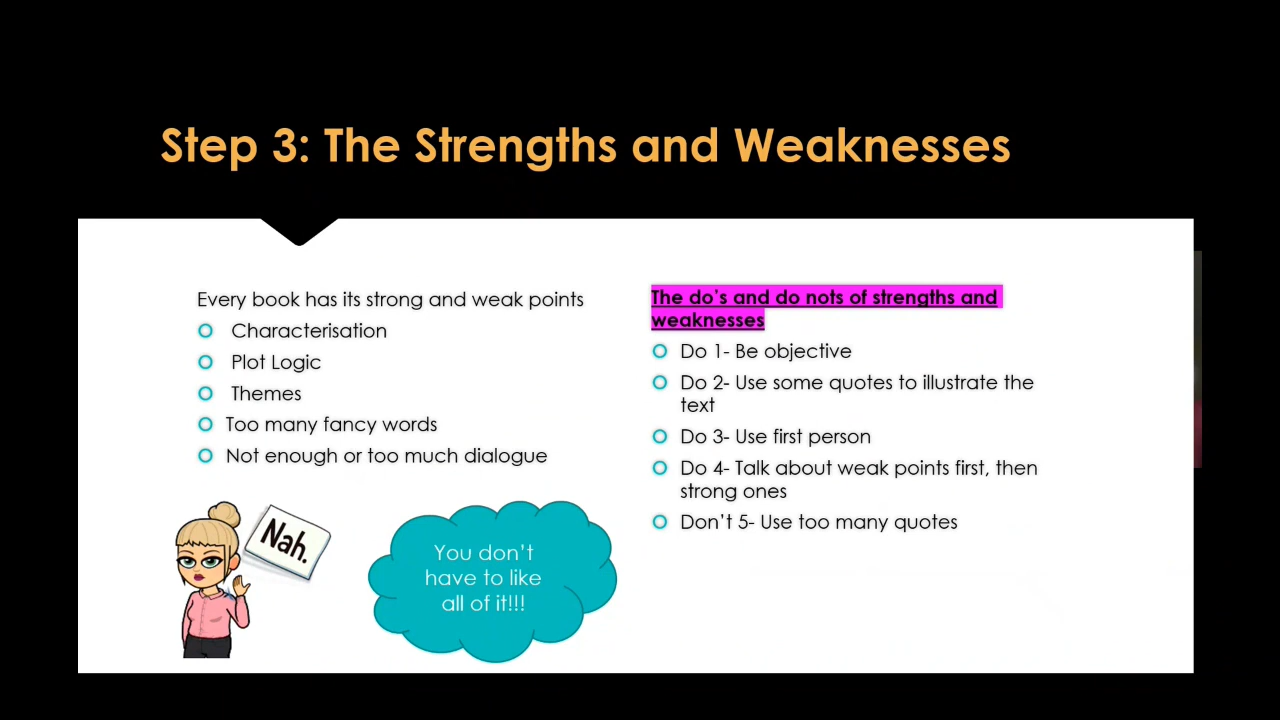 Step 3: The Strengths and Weaknesses
Every book has its strong and weak points
Characterisation
Plot Logic
Themes
Too many fancy words
Not enough or too much dialogue
Nah.
You don't
have to like
all of it!!!
The do's and do nots of strengths and
weaknesses
Do 1- Be objective
Do 2- Use some quotes to illustrate the
text
Do 3- Use first person
Do 4- Talk about weak points first, then
strong ones
Don't 5- Use too many quotes